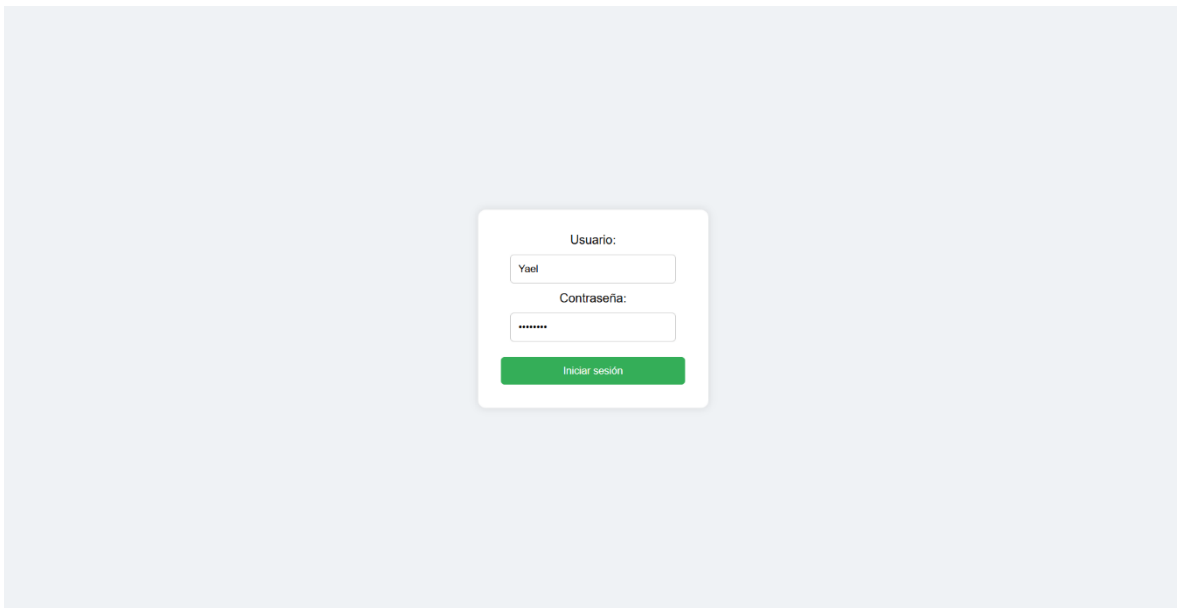 Usuario:
Yael
Contraseña:
••••••••
Iniciar sesión